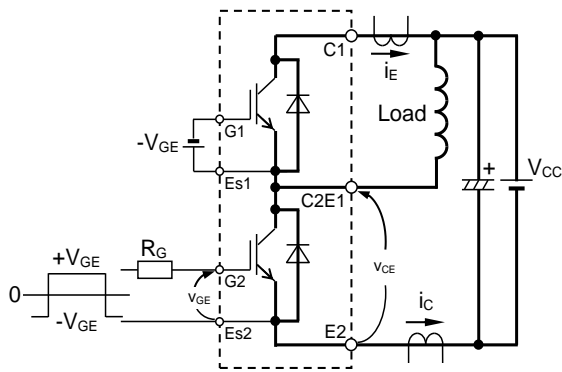 C1
iE
Load
G1
-VGE
+
VCC
Es1
C2E1
RG
+VGE
vCE
G2
0
vGE
iC
-VGE
Es2
E2